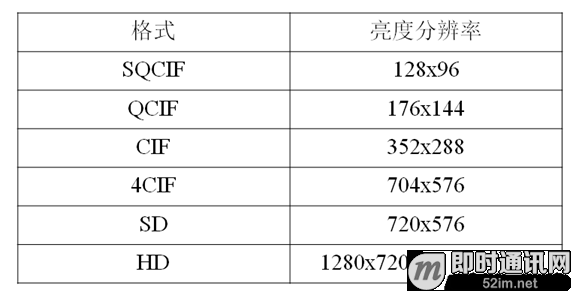 格式 亮度分辨率
SQCIF 128x96
QCIF 176x144
CIF 352x288
4CIF 704x576
SD 720x576
HD 1280x720
m 即时通讯网
52im.net